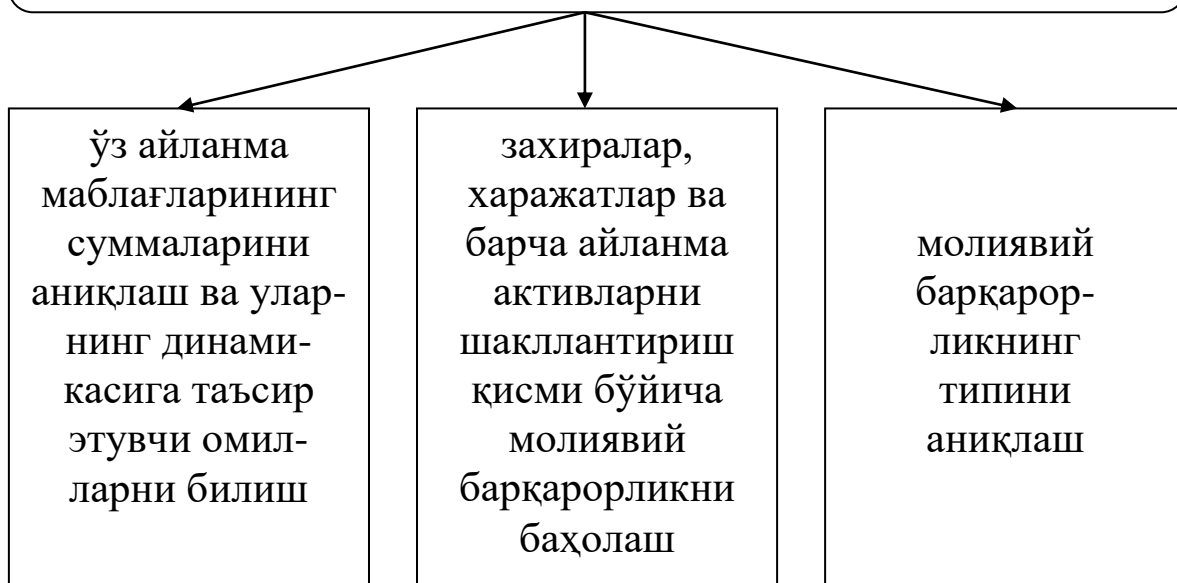 ўз айланма
маблағларининг
суммаларини
аниқлаш ва улар-
нинг динами-
касига таъсир
этувчи омил-
ларни билиш
захиралар,
харажатлар ва
барча айланма
активларни
шакллантириш
қисми бўйича
молиявий
барқарорликни
баҳолаш
молиявий
барқарор-
ликнинг
типини
аниқлаш